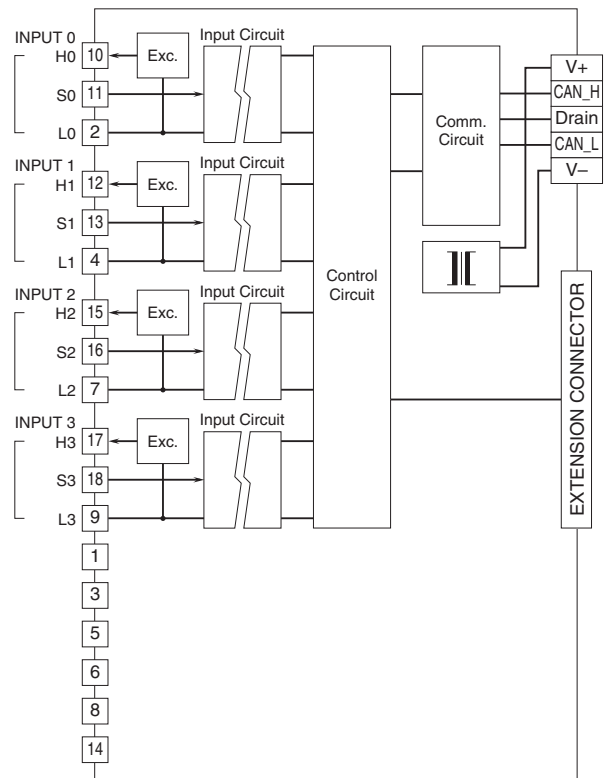 INPUT 0
H0 10 Exc. Input Circuit
S0 11
L0 2
INPUT 1
H1 12 Exc. Input Circuit
S1 13
L1 4
INPUT 2
H2 15 Exc. Input Circuit
S2 16
L2 7
INPUT 3
H3 17 Exc. Input Circuit
S3 18
L3 9
1
3
5
6
8
14
Control
Circuit
Comm.
Circuit
V+
CAN_H
Drain
CAN_L
V–
EXTENSION CONNECTOR